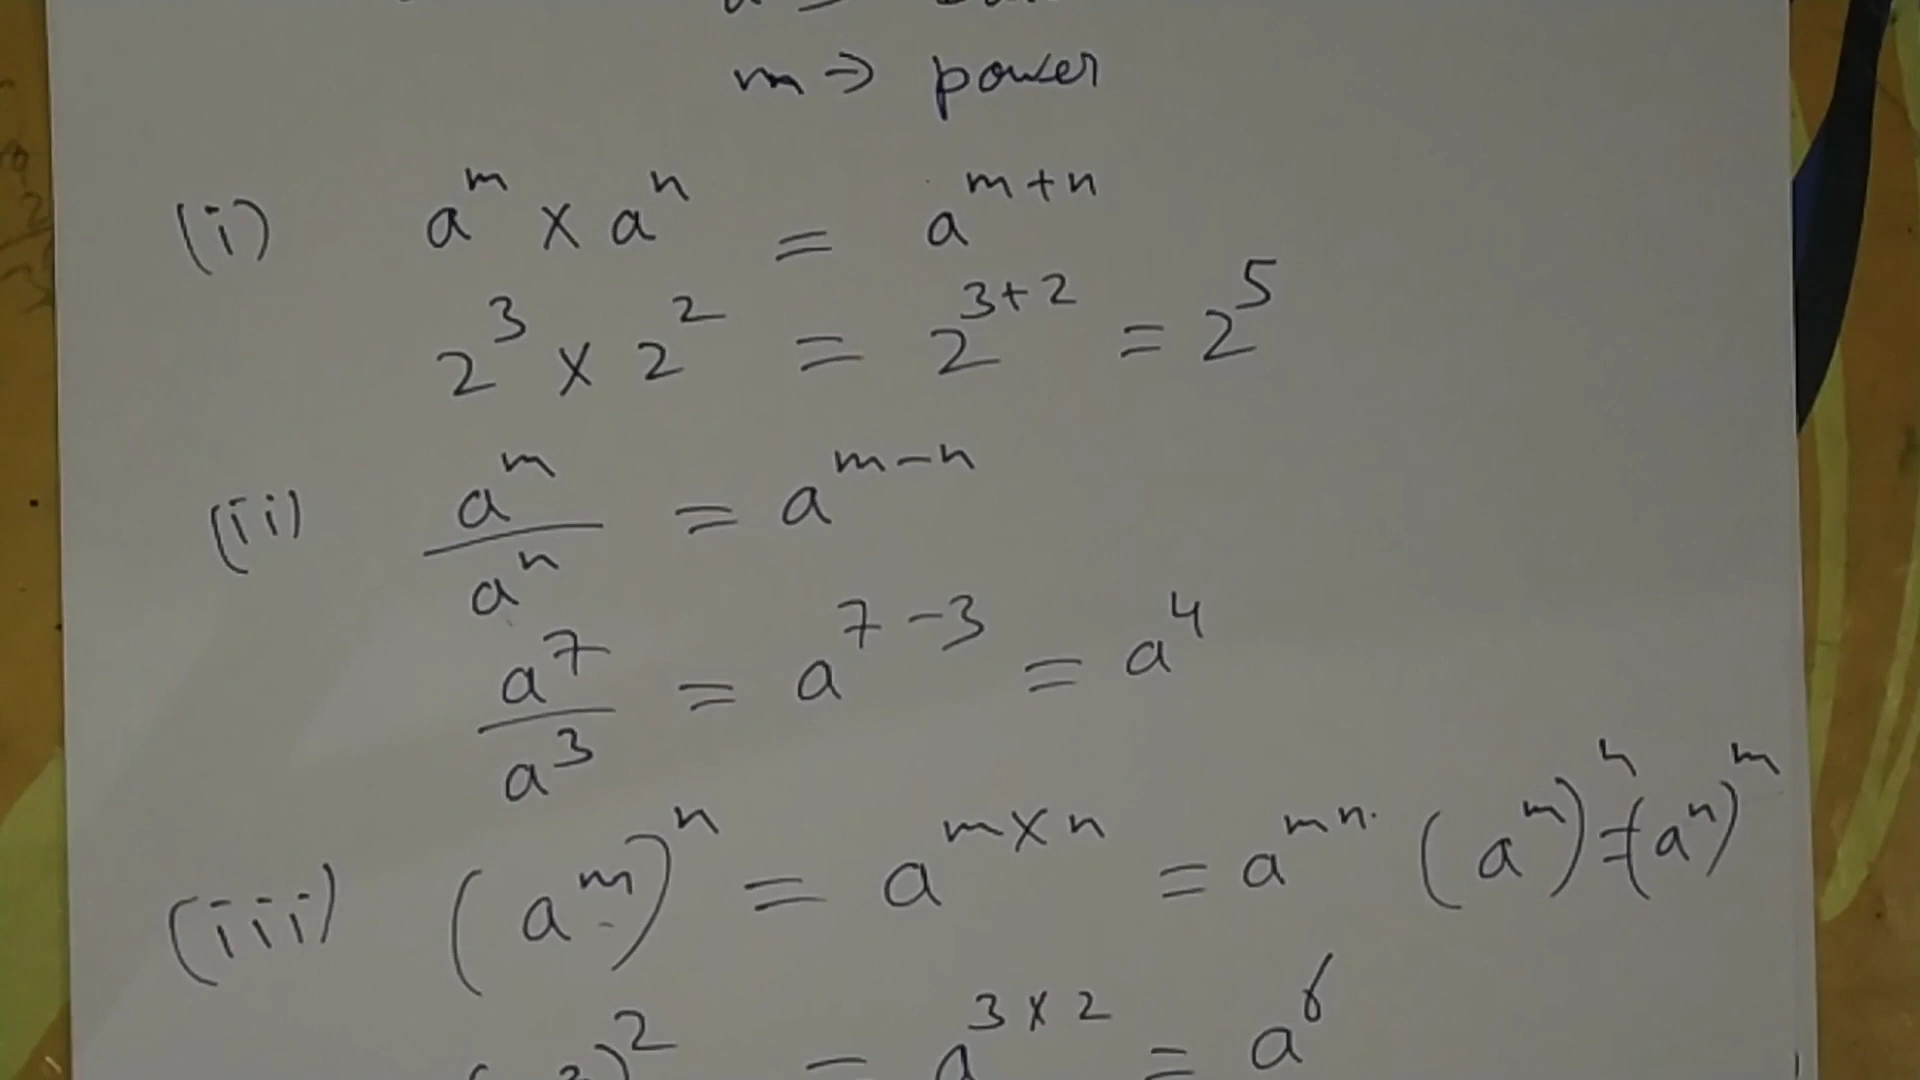 a →
m → power
(i) a^m × a^n = a^(m+n)
2^3 × 2^2 = 2^(3+2) = 2^5
(ii) a^m / a^n = a^(m-n)
a^7 / a^3 = a^(7-3) = a^4
(iii) (a^m)^n = a^(m×n) = a^(mn). (a^m)^n = (a^n)^m
)^2 = a^(3×2) = a^6